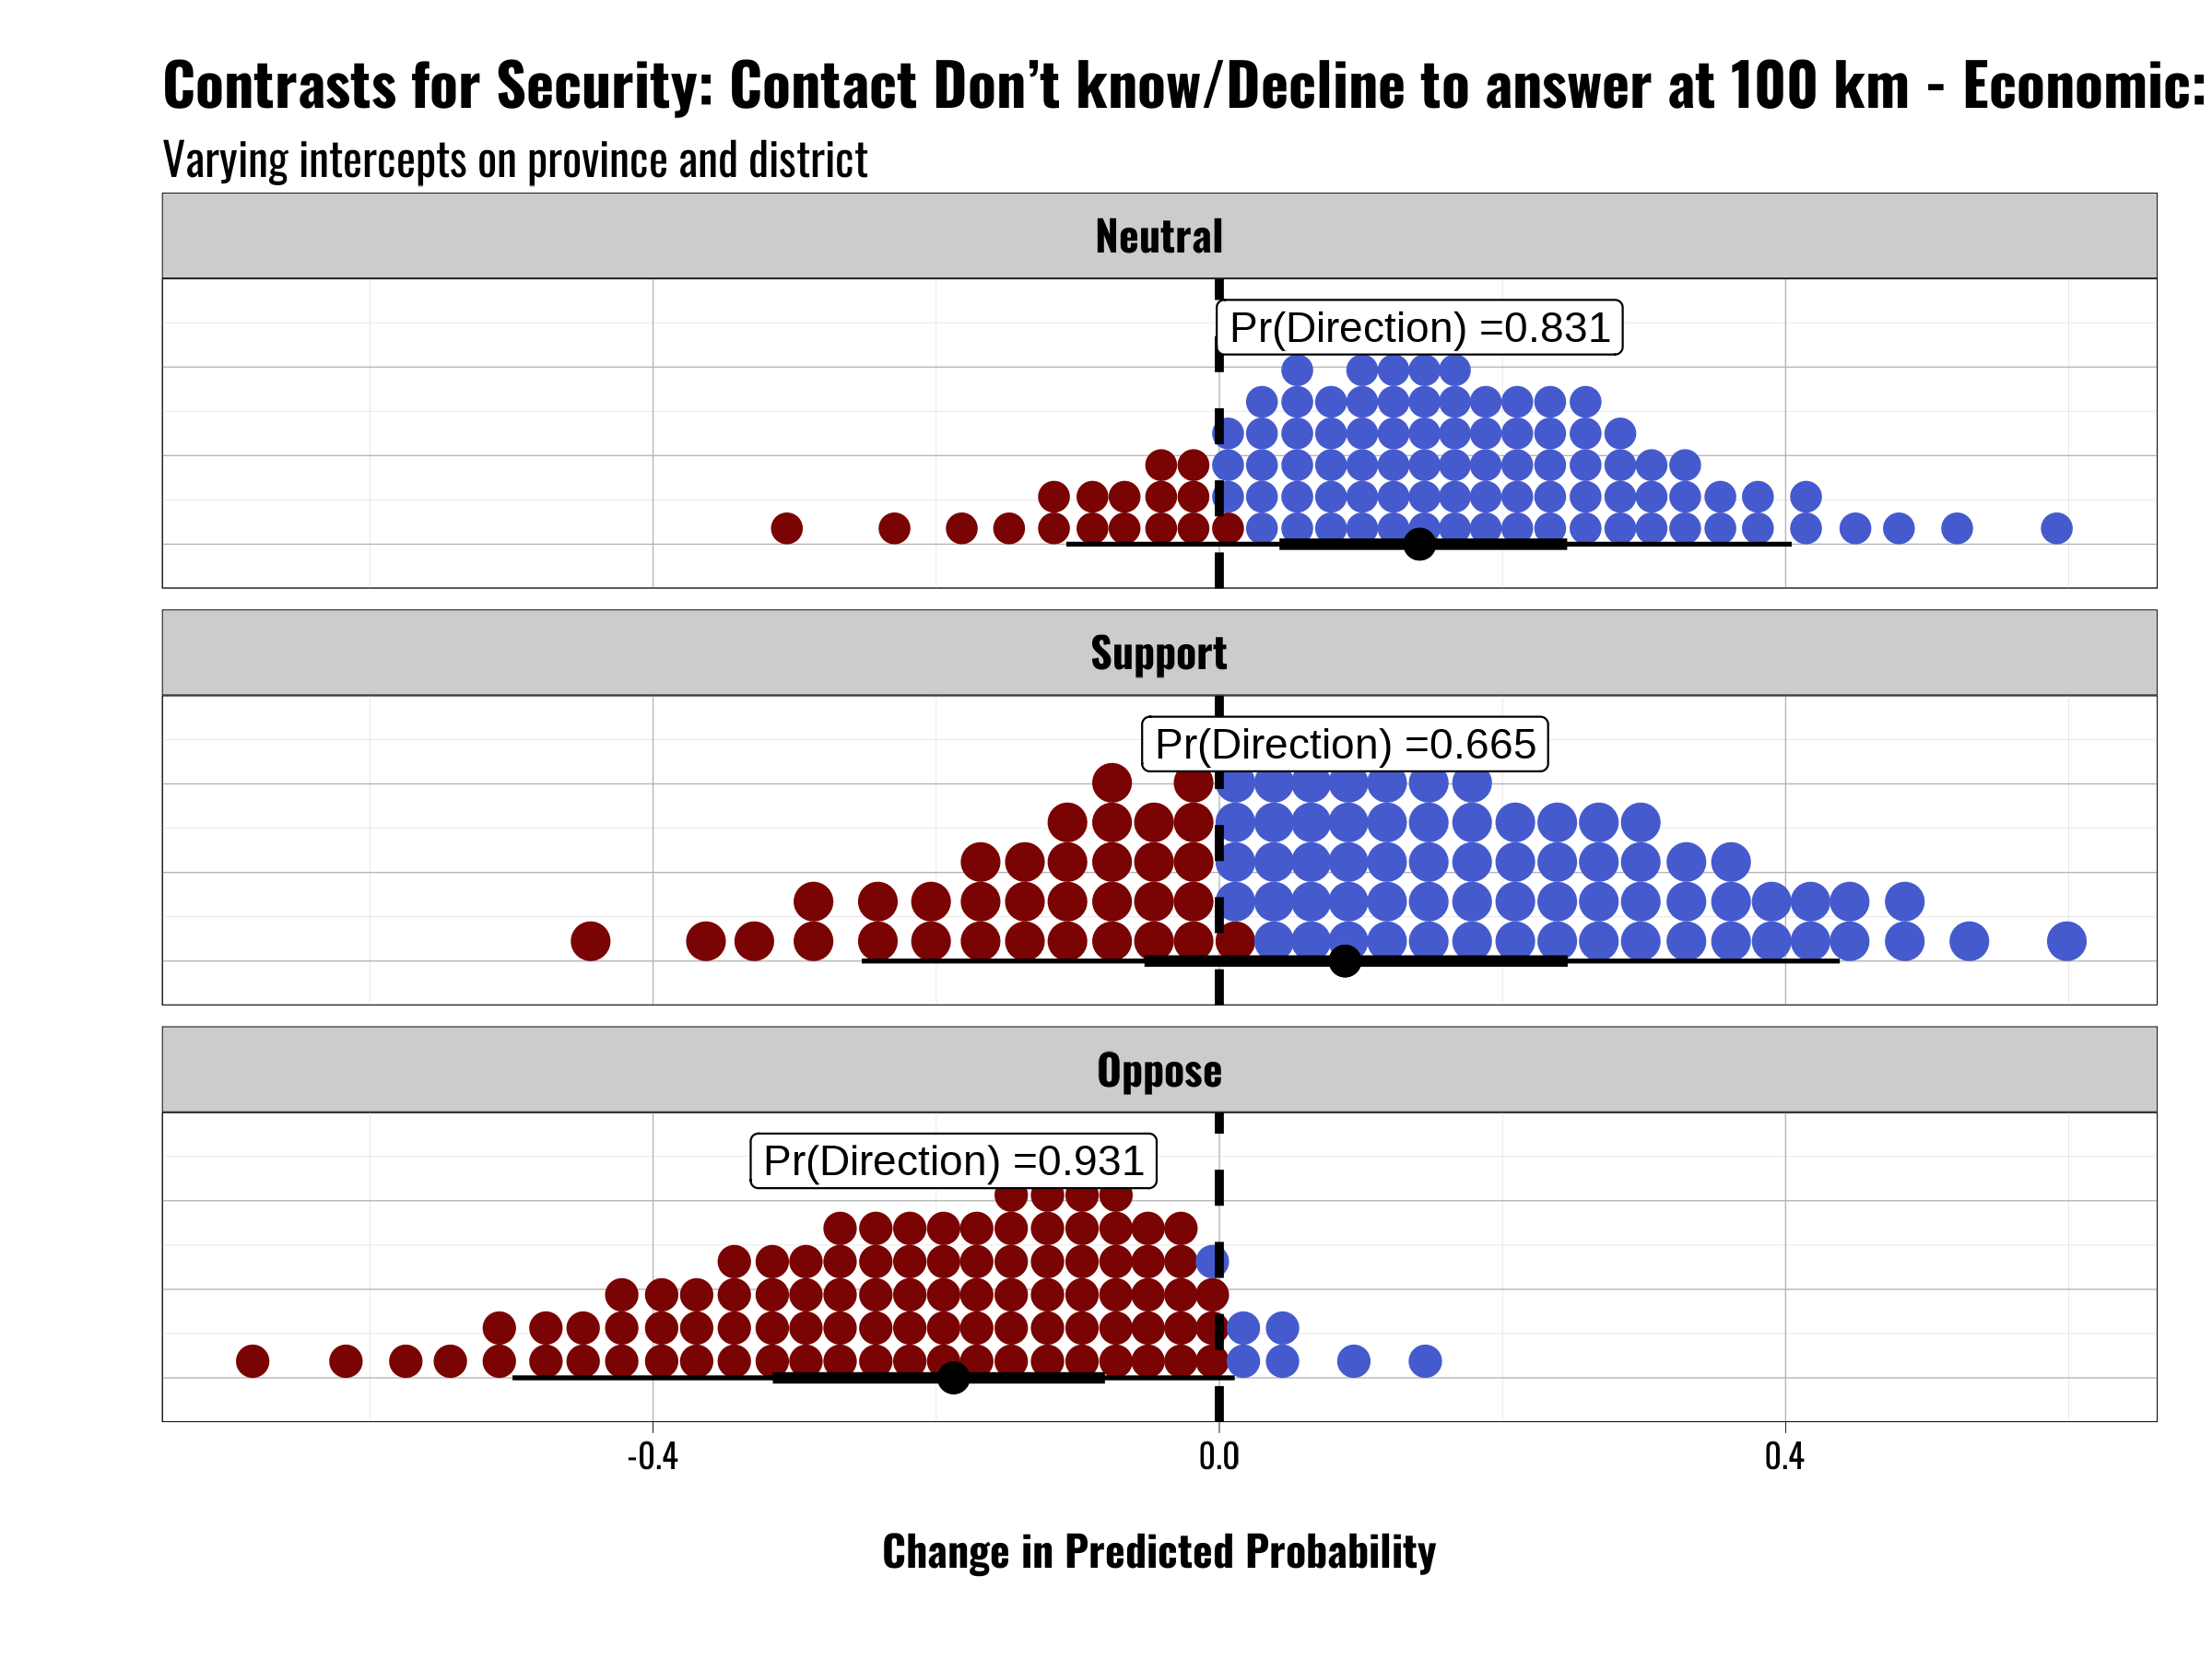 Contrasts for Security: Contact Don’t know/Decline to answer at 100 km - Economic:
Varying intercepts on province and district
Neutral
Pr(Direction) =0.831
Support
Pr(Direction) =0.665
Oppose
Pr(Direction) =0.931
-0.4 0.0 0.4
Change in Predicted Probability